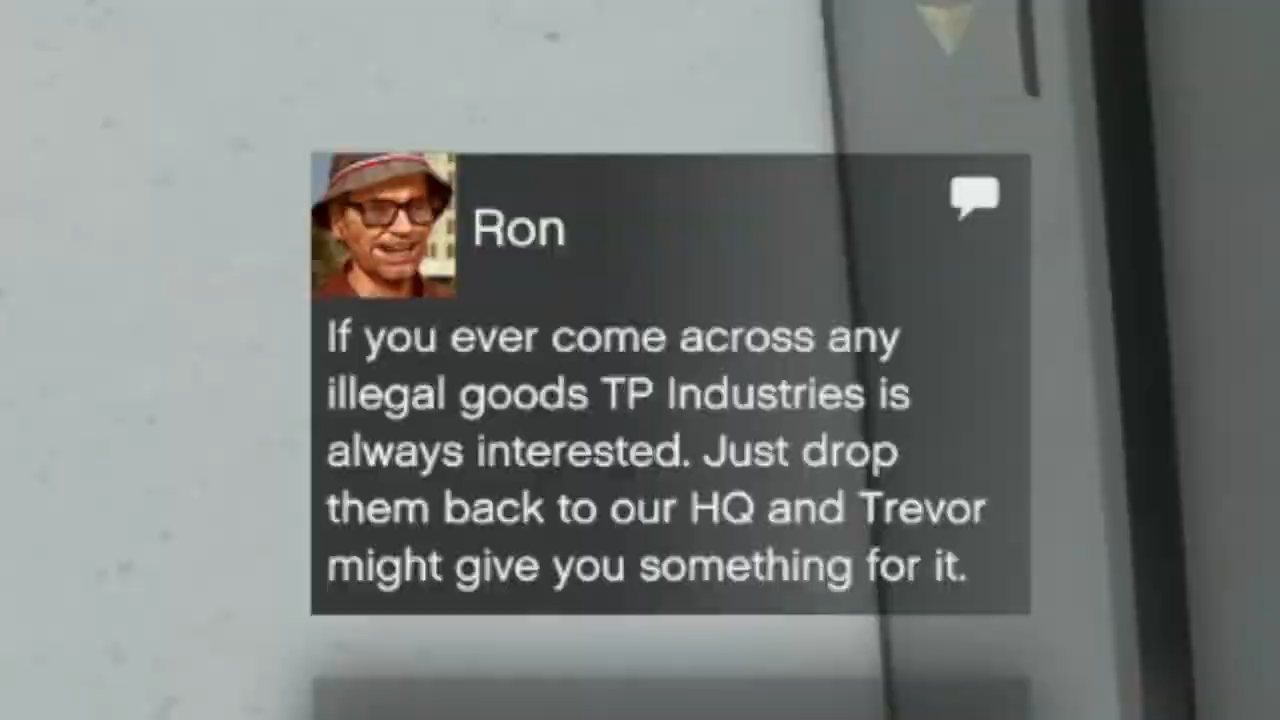 Ron
If you ever come across any
illegal goods TP Industries is
always interested. Just drop
them back to our HQ and Trevor
might give you something for it.